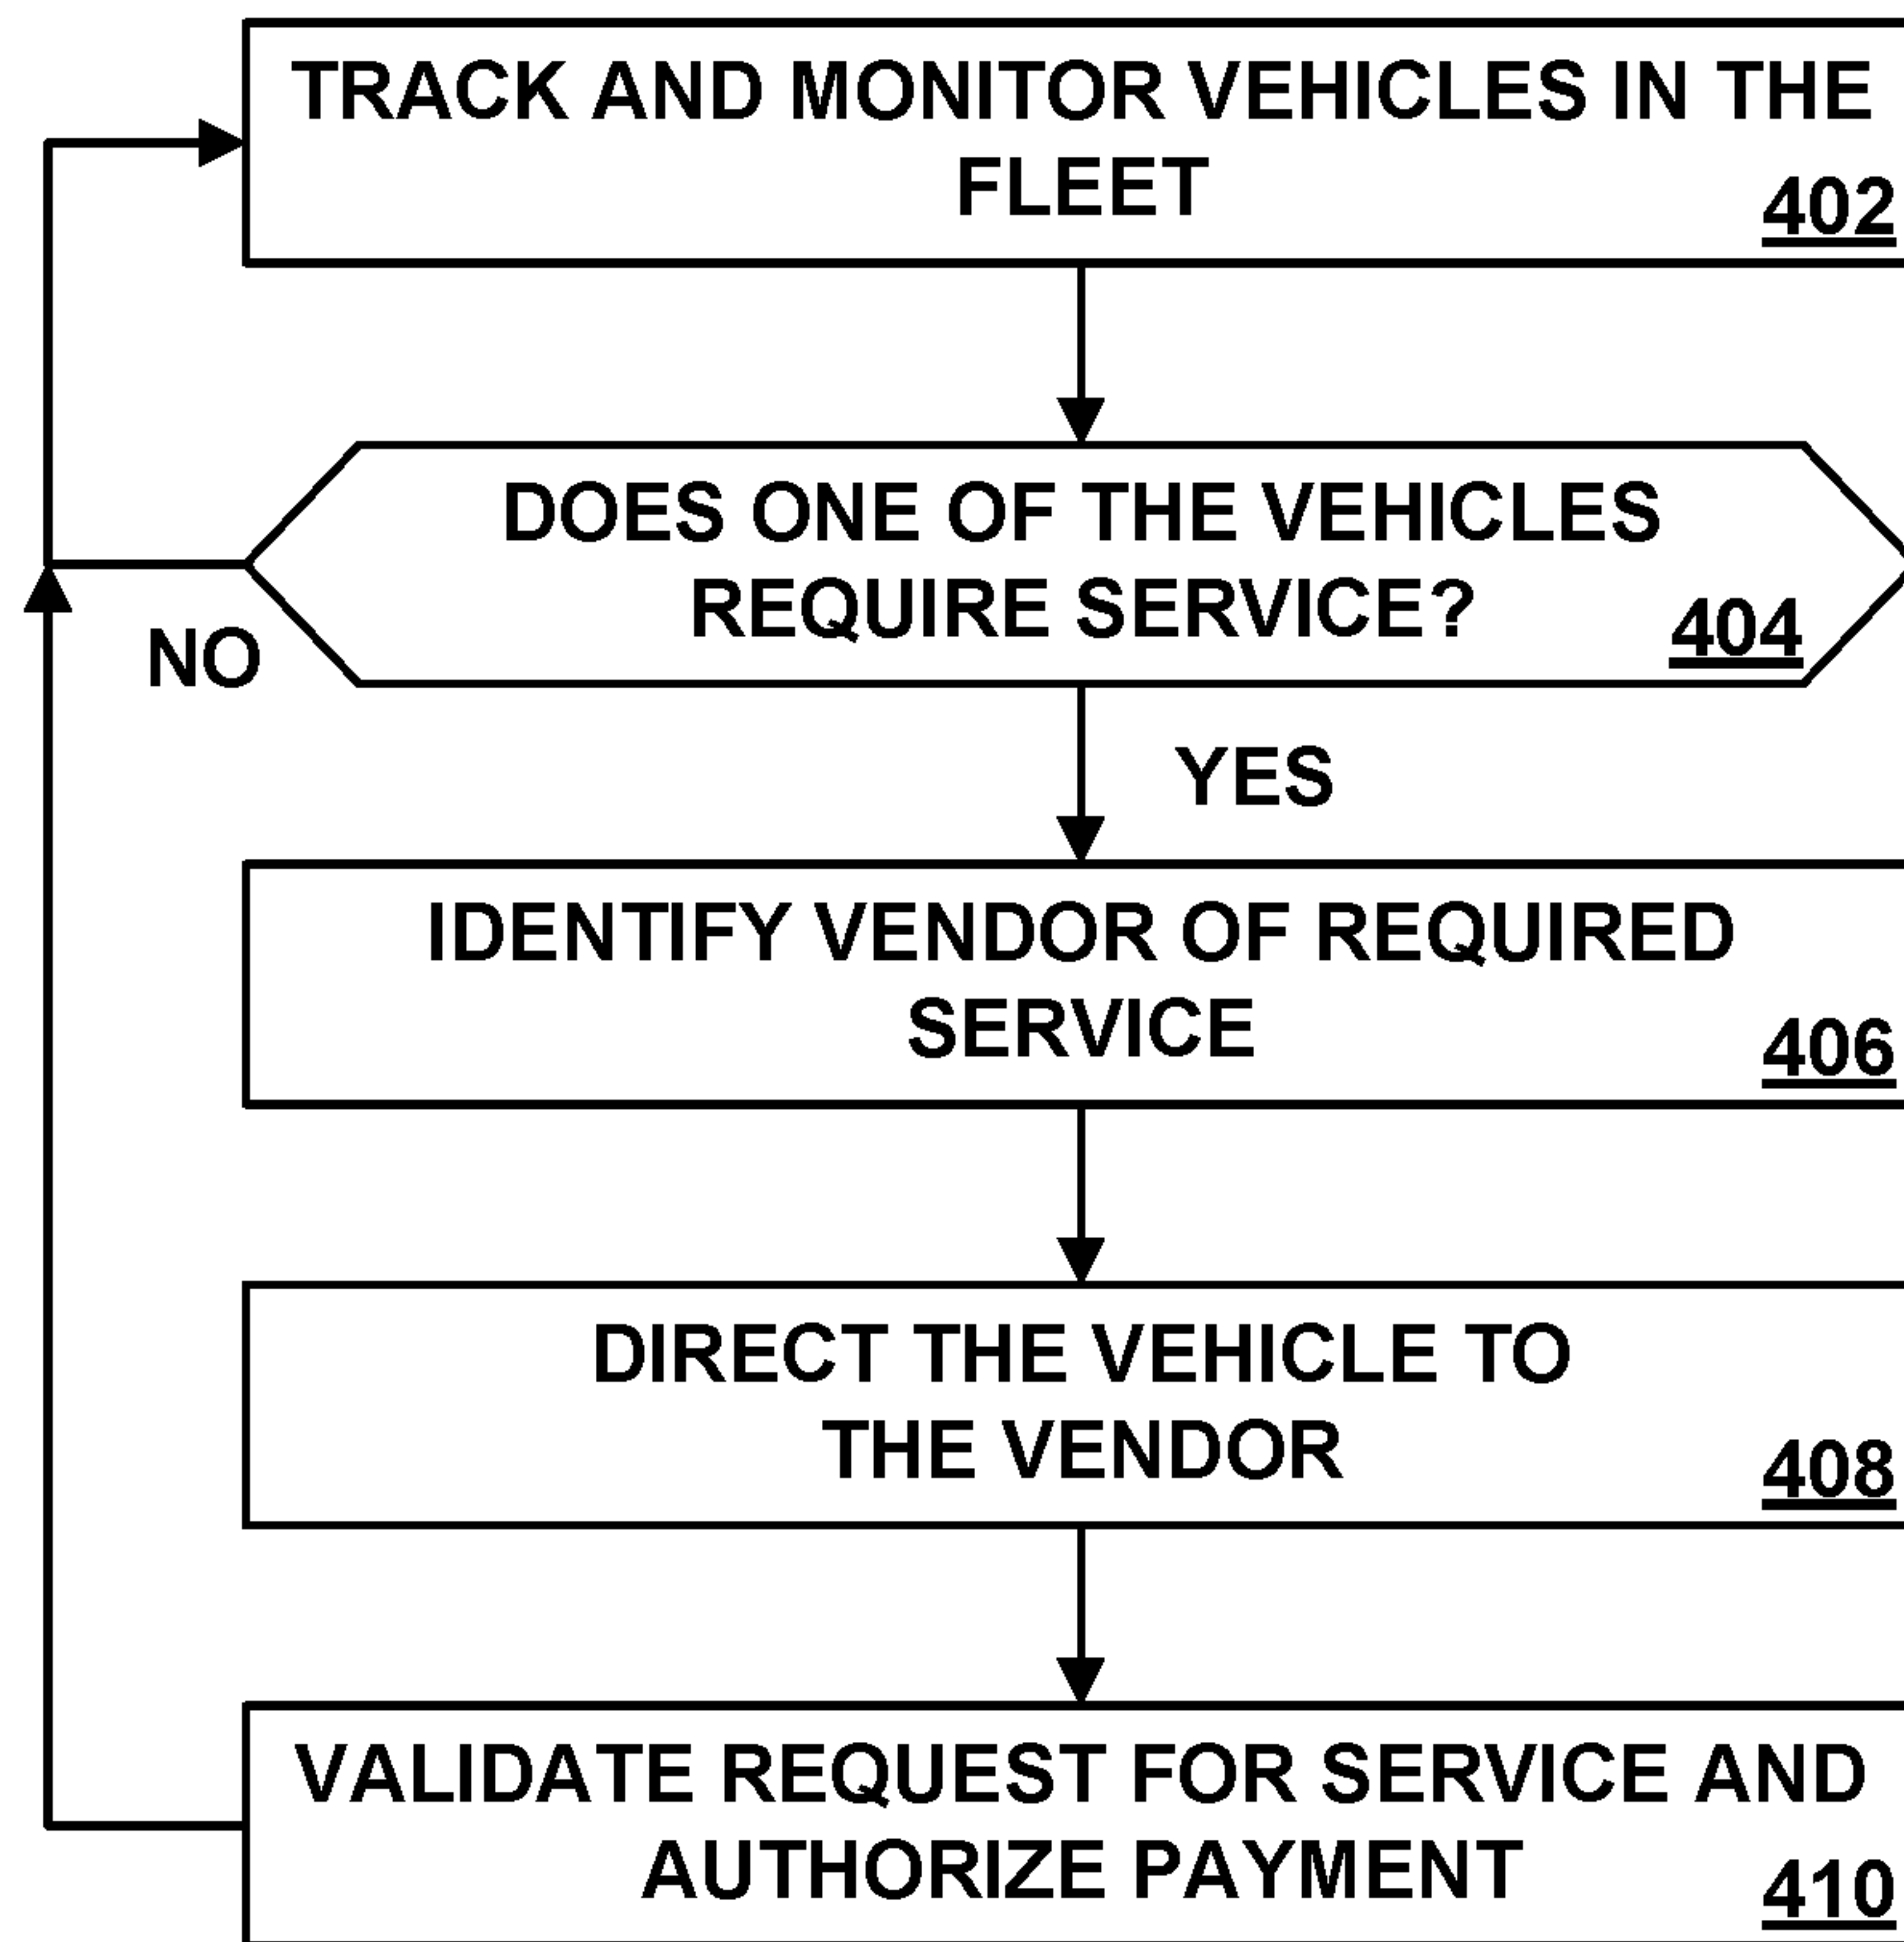 TRACK AND MONITOR VEHICLES IN THE
FLEET
402
DOES ONE OF THE VEHICLES
REQUIRE SERVICE?
404
NO
YES
IDENTIFY VENDOR OF REQUIRED
SERVICE
406
DIRECT THE VEHICLE TO
THE VENDOR
408
VALIDATE REQUEST FOR SERVICE AND
AUTHORIZE PAYMENT
410